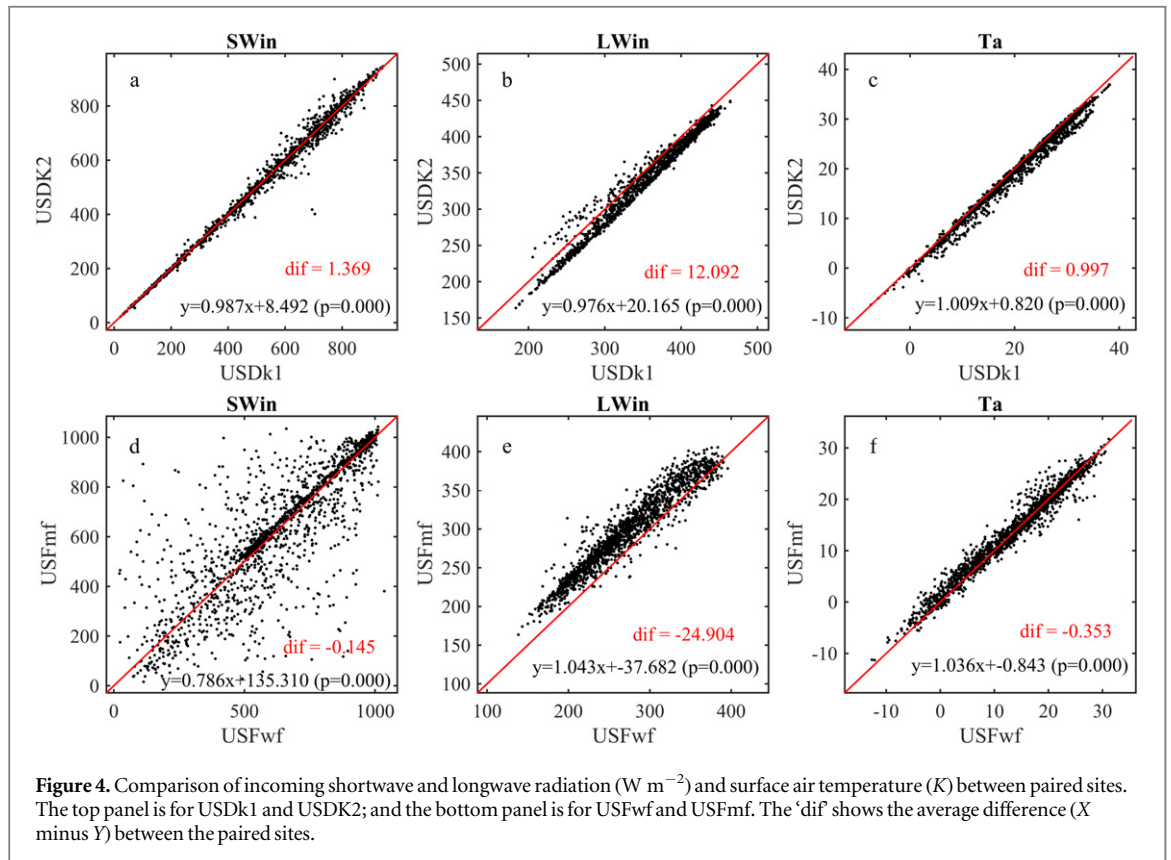 SWin
a
800
600
400
200
0
USDK2
dif = 1.369
y=0.987x+8.492 (p=0.000)
0 200 400 600 800
USDk1
LWin
b
500
450
400
350
300
250
200
150
USDK2
dif = 12.092
y=0.976x+20.165 (p=0.000)
200 300 400 500
USDk1
Ta
c
40
30
20
10
0
-10
USDK2
dif = 0.997
y=1.009x+0.820 (p=0.000)
0 20 40
USDk1
SWin
d
1000
800
600
400
200
0
USFmf
dif = -0.145
y=0.786x+135.310 (p=0.000)
0 500 1000
USFwf
LWin
e
400
350
300
250
200
150
100
USFmf
dif = -24.904
y=1.043x+-37.682 (p=0.000)
100 200 300 400
USFwf
Ta
f
30
20
10
0
-10
USFmf
dif = -0.353
y=1.036x+-0.843 (p=0.000)
-10 0 10 20 30
USFwf
Figure 4. Comparison of incoming shortwave and longwave radiation (W m⁻²) and surface air temperature (K) between paired sites.
The top panel is for USDk1 and USDK2; and the bottom panel is for USFwf and USFmf. The ‘dif’ shows the average difference (X
minus Y) between the paired sites.